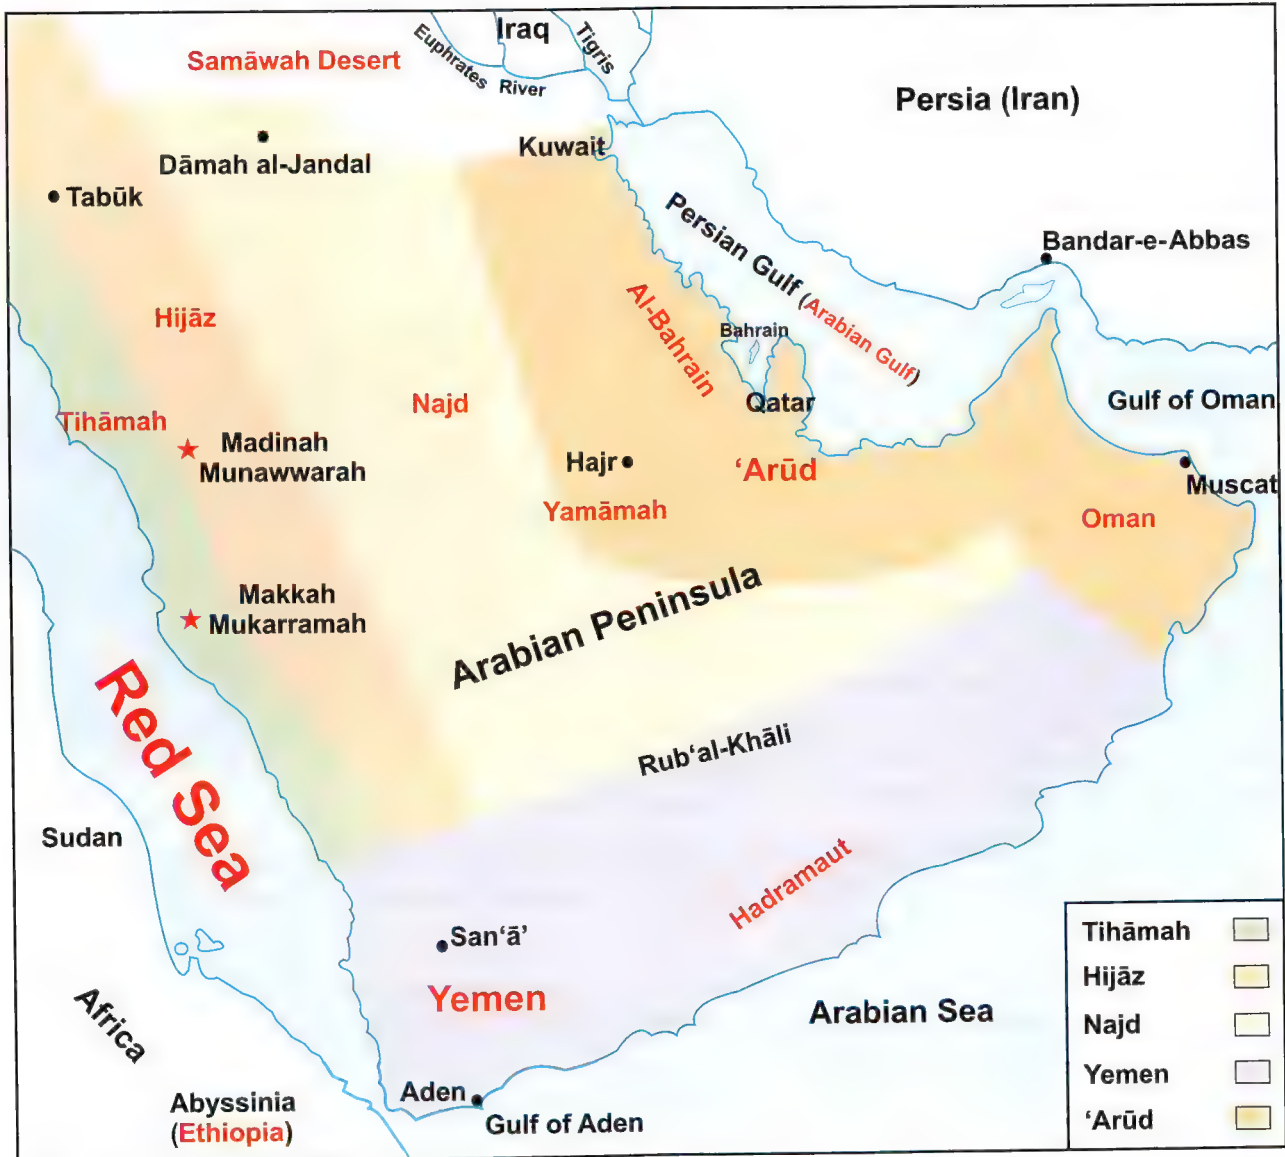 Iraq
Tigris
Euphrates River
Samāwah Desert
Persia (Iran)
Kuwait
Dāmah al-Jandal
Tabūk
Persian Gulf (Arabian Gulf)
Bandar-e-Abbas
Hijāz
Al-Bahrain
Bahrain
Najd
Qatar
Gulf of Oman
Tihāmah
Madinah
Munawwarah
Hajr
‘Arūd
Muscat
Yamāmah
Oman
Makkah
Mukarramah
Arabian Peninsula
Red Sea
Rub‘al-Khāli
Sudan
Hadramaut
San‘ā’
Yemen
Arabian Sea
Africa
Aden
Gulf of Aden
Abyssinia
(Ethiopia)
Tihāmah
Hijāz
Najd
Yemen
‘Arūd